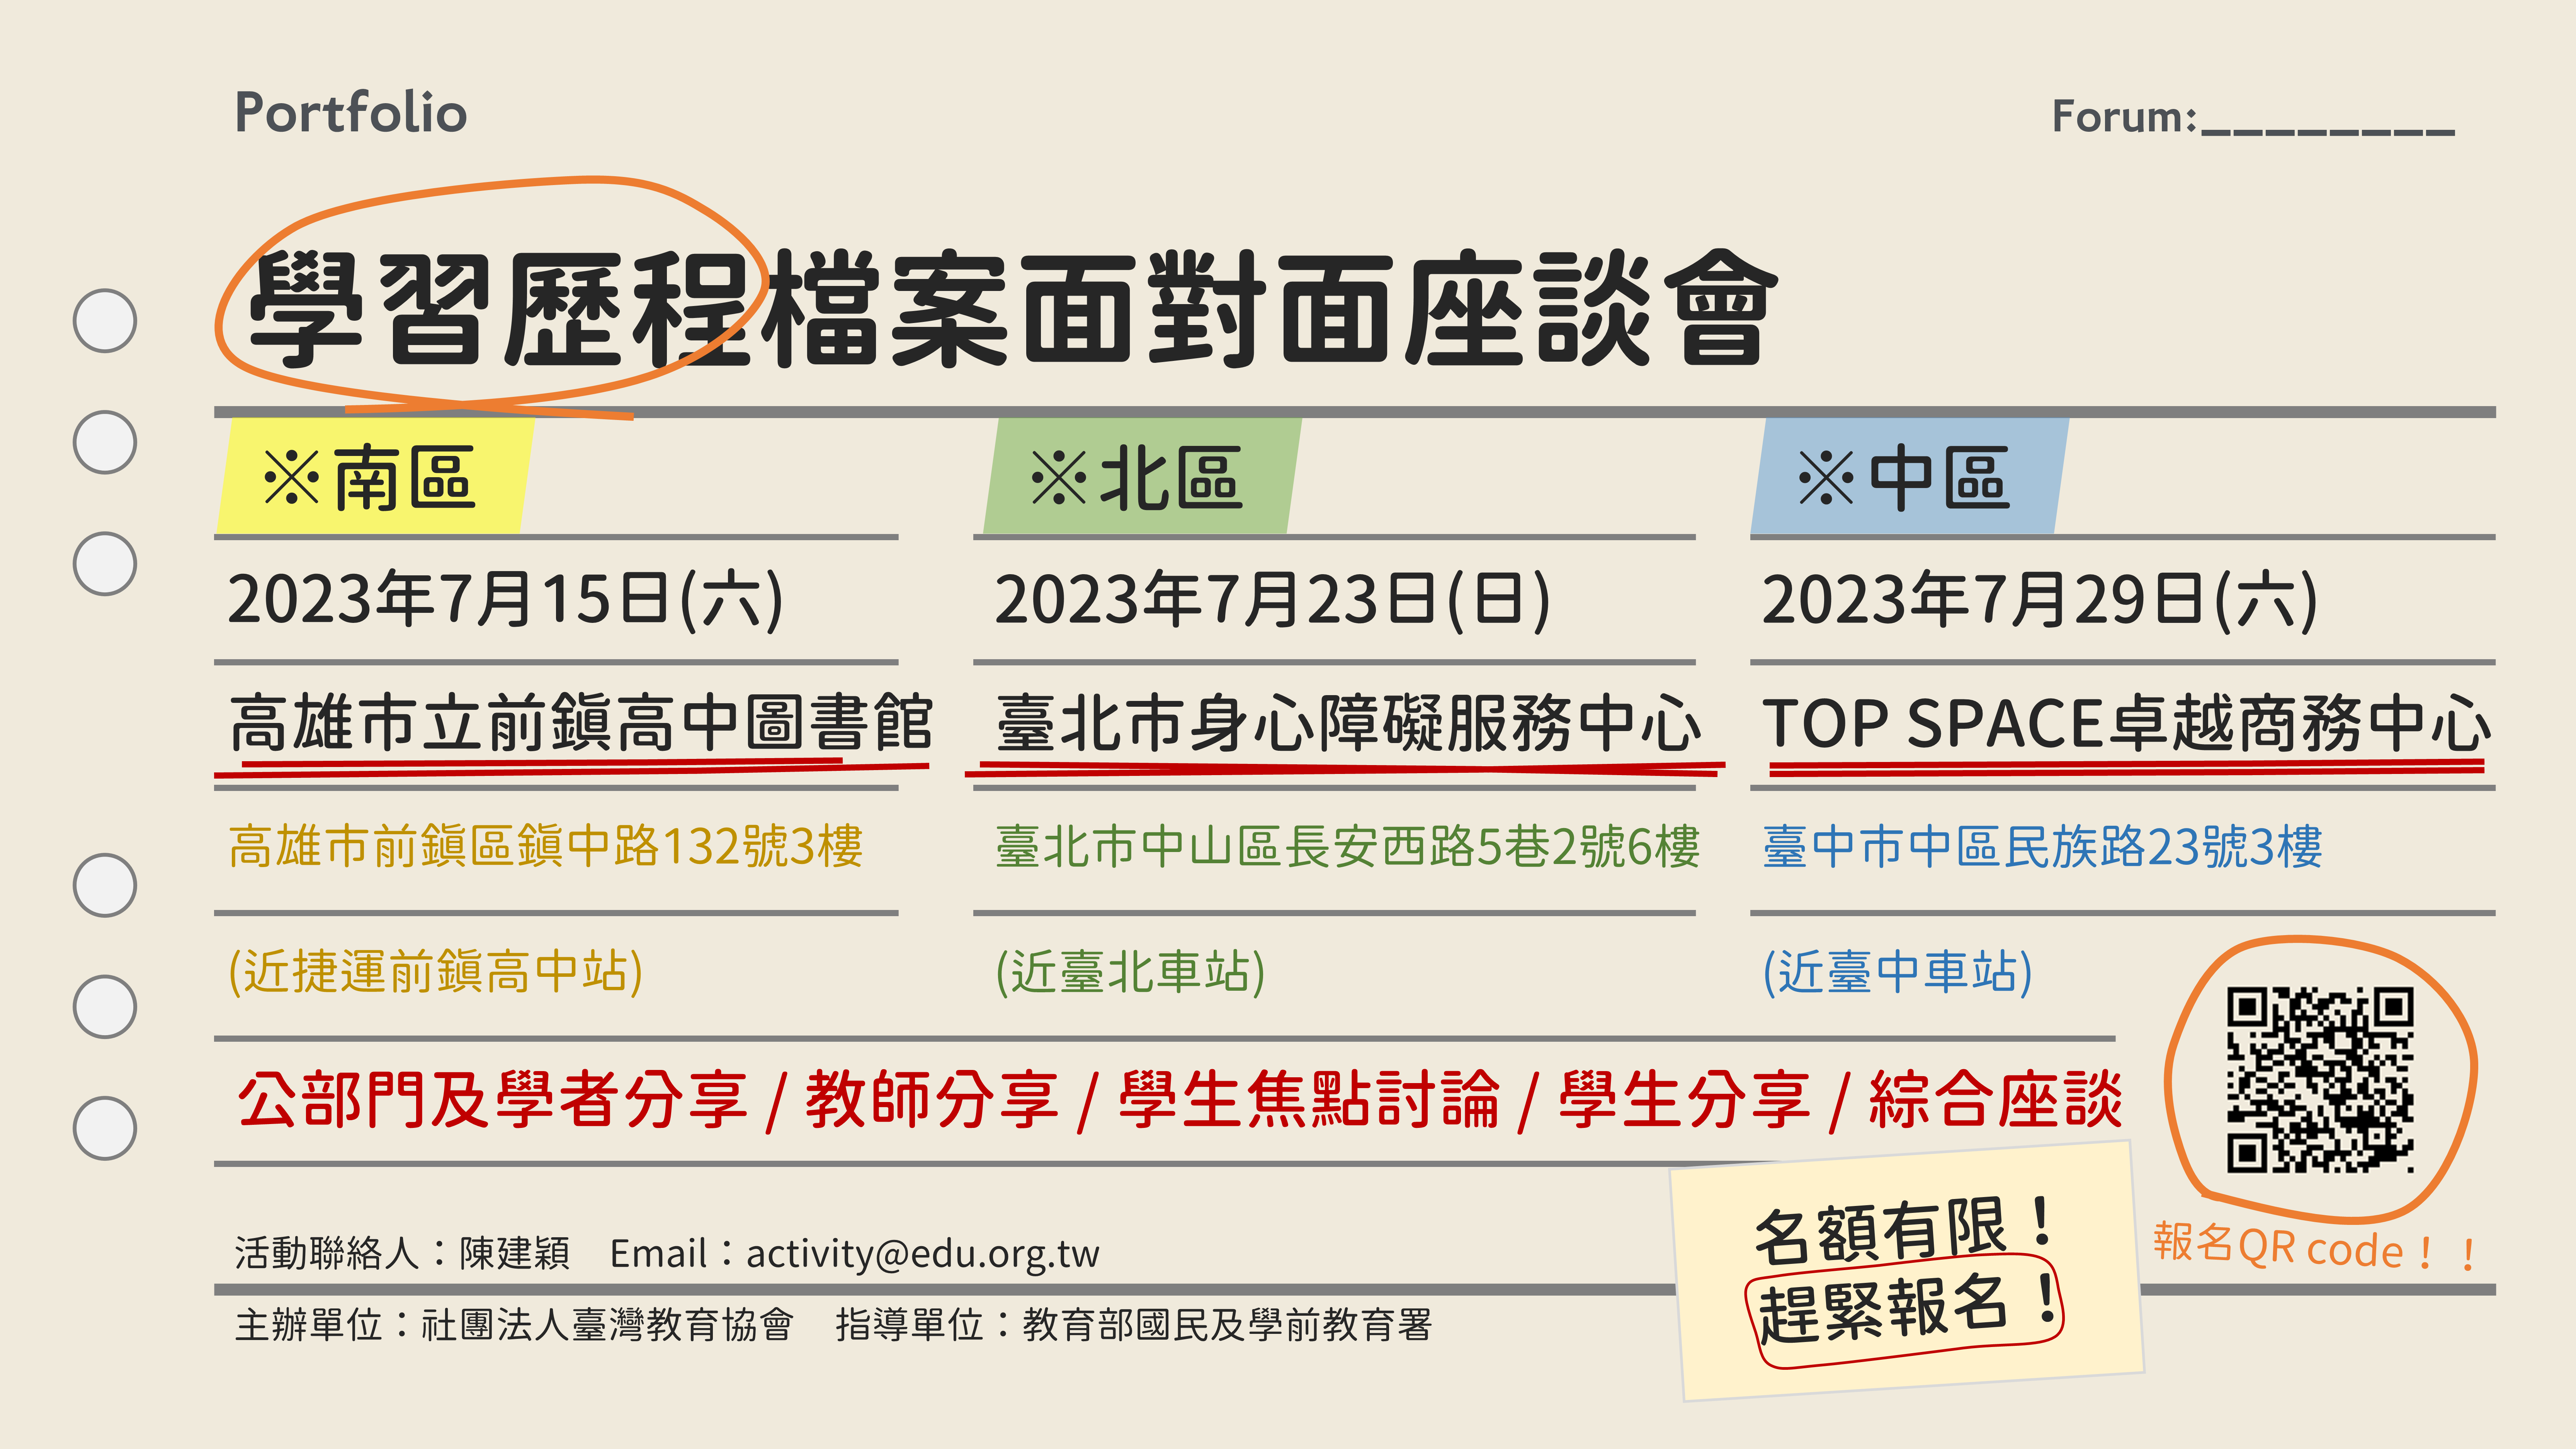 Portfolio
Forum:________
學習歷程檔案面對面座談會
※南區
2023年7月15日(六)
高雄市立前鎮高中圖書館
高雄市前鎮區鎮中路132號3樓
(近捷運前鎮高中站)
※北區
2023年7月23日(日)
臺北市身心障礙服務中心
臺北市中山區長安西路5巷2號6樓
(近臺北車站)
※中區
2023年7月29日(六)
TOP SPACE卓越商務中心
臺中市中區民族路23號3樓
(近臺中車站)
公部門及學者分享 / 教師分享 / 學生焦點討論 / 學生分享 / 綜合座談
報名QR code！！
名額有限！
趕緊報名！
活動聯絡人：陳建穎　Email：activity@edu.org.tw
主辦單位：社團法人臺灣教育協會　指導單位：教育部國民及學前教育署